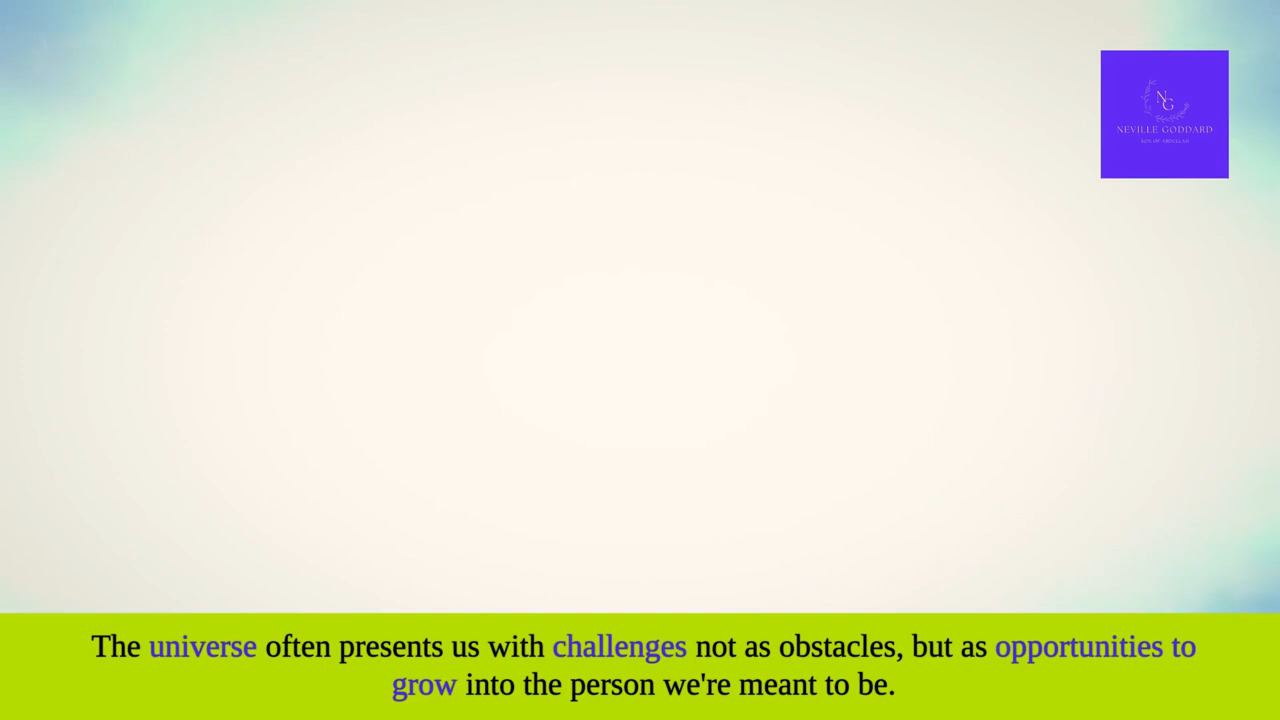 NG
NEVILLE GODDARD
The universe often presents us with challenges not as obstacles, but as opportunities to
grow into the person we're meant to be.